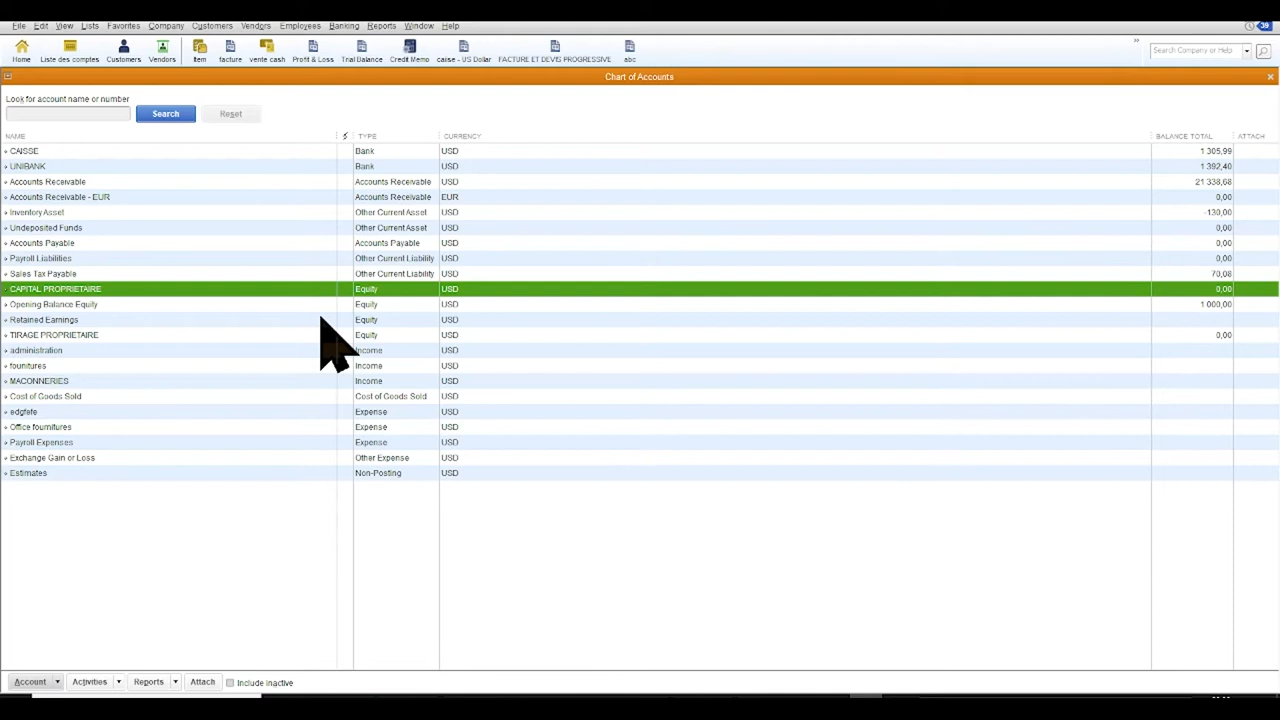 File Edit View Lists Favorites Company Customers Vendors Employees Banking Reports Window Help 39
Home Liste des comptes Customers Vendors Item facture vente cash Profit & Loss Trial Balance Credit Memo caise - US Dollar FACTURE ET DEVIS PROGRESSIVE abc » Search Company or Help
Chart of Accounts
Look for account name or number
Search Reset
NAME TYPE CURRENCY BALANCE TOTAL ATTACH
CAISSE Bank USD 1 305,99
UNIBANK Bank USD 1 392,40
Accounts Receivable Accounts Receivable USD 21 338,68
Accounts Receivable - EUR Accounts Receivable EUR 0,00
Inventory Asset Other Current Asset USD -130,00
Undeposited Funds Other Current Asset USD 0,00
Accounts Payable Accounts Payable USD 0,00
Payroll Liabilities Other Current Liability USD 0,00
Sales Tax Payable Other Current Liability USD 70,08
CAPITAL PROPRIETAIRE Equity USD 0,00
Opening Balance Equity Equity USD 1 000,00
Retained Earnings Equity USD
TIRAGE PROPRIETAIRE Equity USD 0,00
administration Income USD
founitures Income USD
MACONNERIES Income USD
Cost of Goods Sold Cost of Goods Sold USD
edgfefe Expense USD
Office fournitures Expense USD
Payroll Expenses Expense USD
Exchange Gain or Loss Other Expense USD
Estimates Non-Posting USD
Account Activities Reports Attach Include inactive